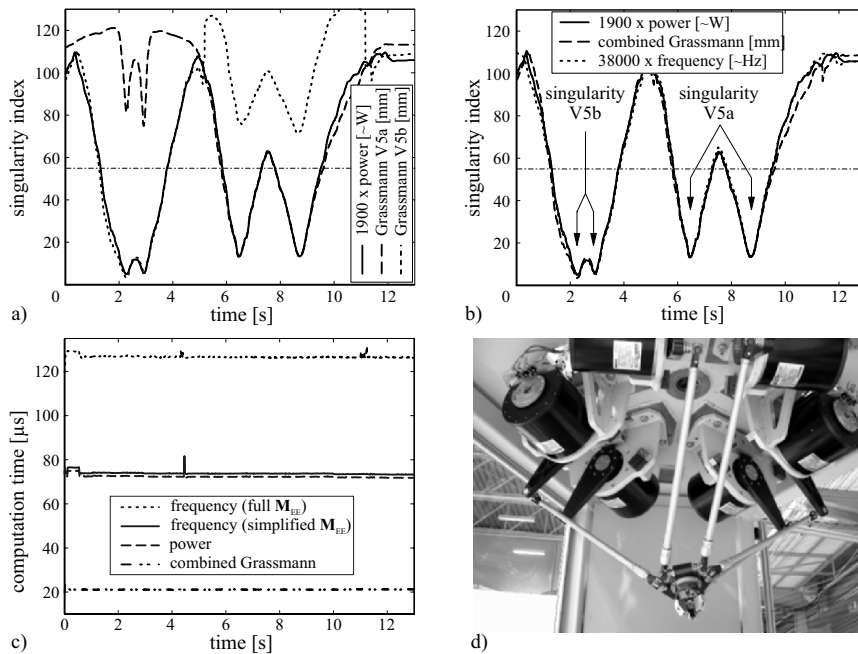 singularity index
120
100
80
60
40
20
0
2
4
6
8
10
12
time [s]
a)
1900 x power [~W]
Grassmann V5a [mm]
Grassmann V5b [mm]
singularity index
120
100
80
60
40
20
0
2
4
6
8
10
12
time [s]
b)
1900 x power [~W]
combined Grassmann [mm]
38000 x frequency [~Hz]
singularity
V5b
singularity
V5a
computation time [µs]
120
100
80
60
40
20
0
2
4
6
8
10
12
time [s]
c)
frequency (full M_EE)
frequency (simplified M_EE)
power
combined Grassmann
d)